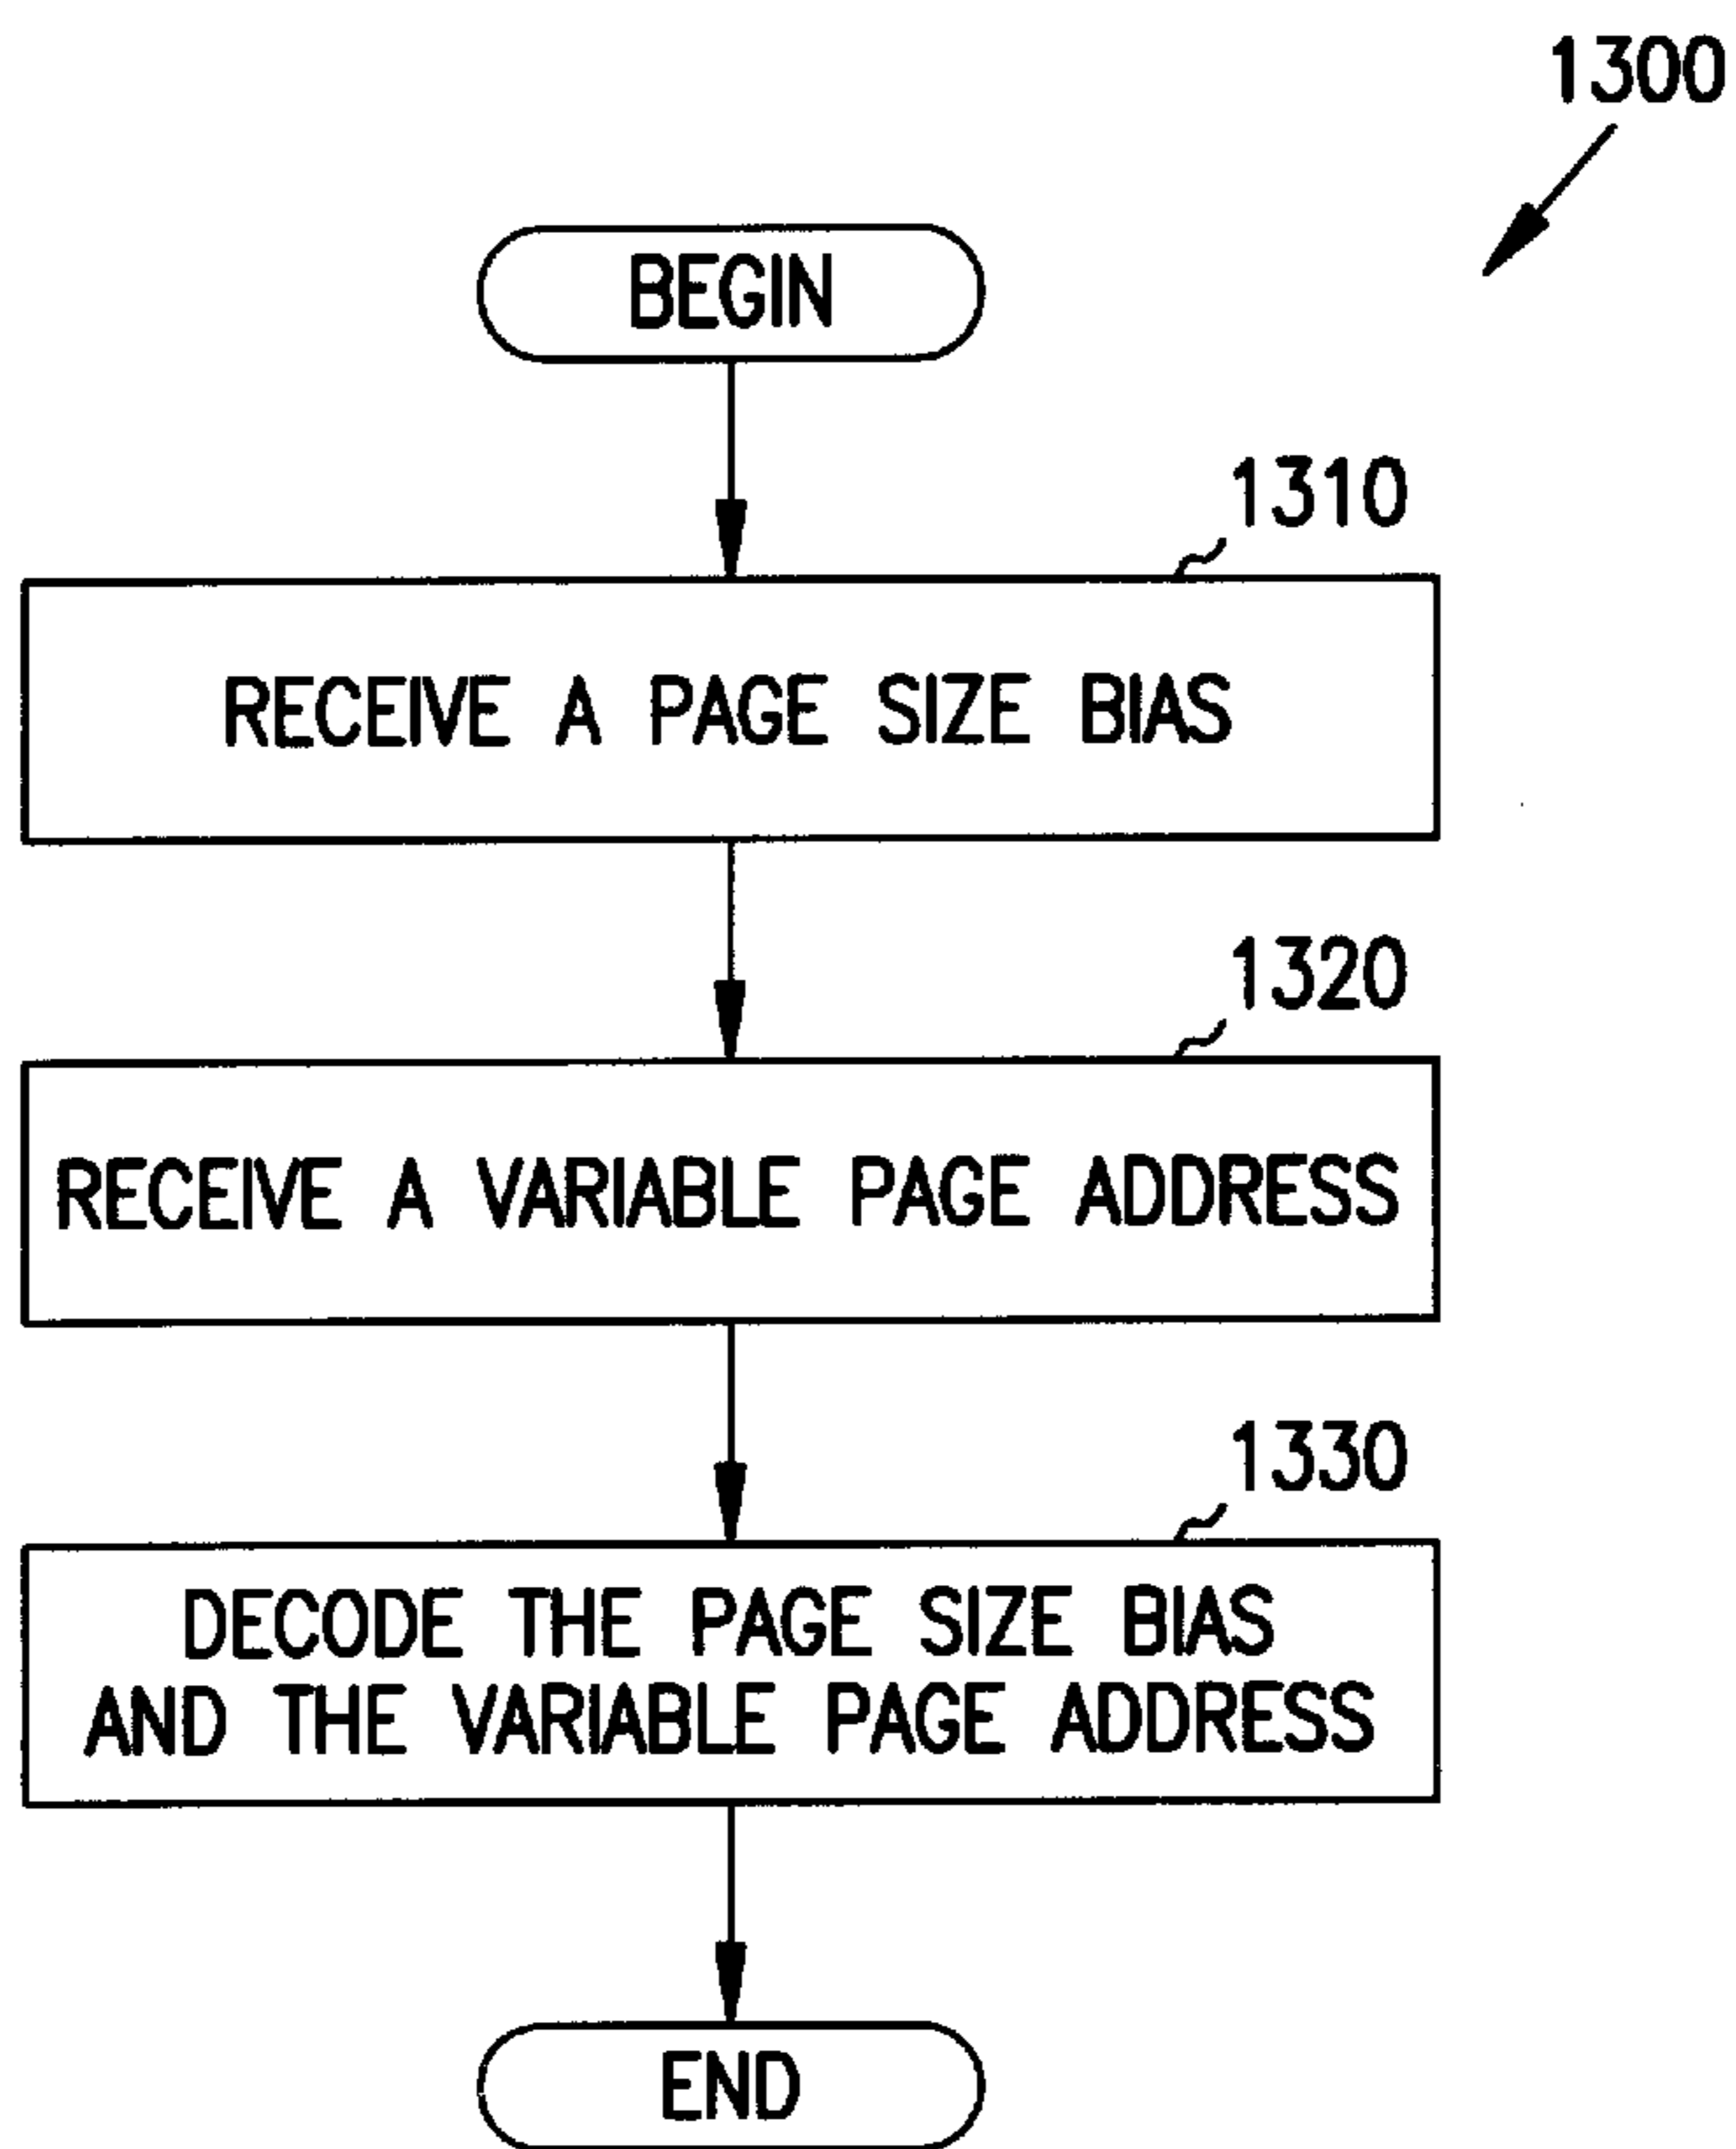 1300
BEGIN
1310
RECEIVE A PAGE SIZE BIAS
1320
RECEIVE A VARIABLE PAGE ADDRESS
1330
DECODE THE PAGE SIZE BIAS
AND THE VARIABLE PAGE ADDRESS
END